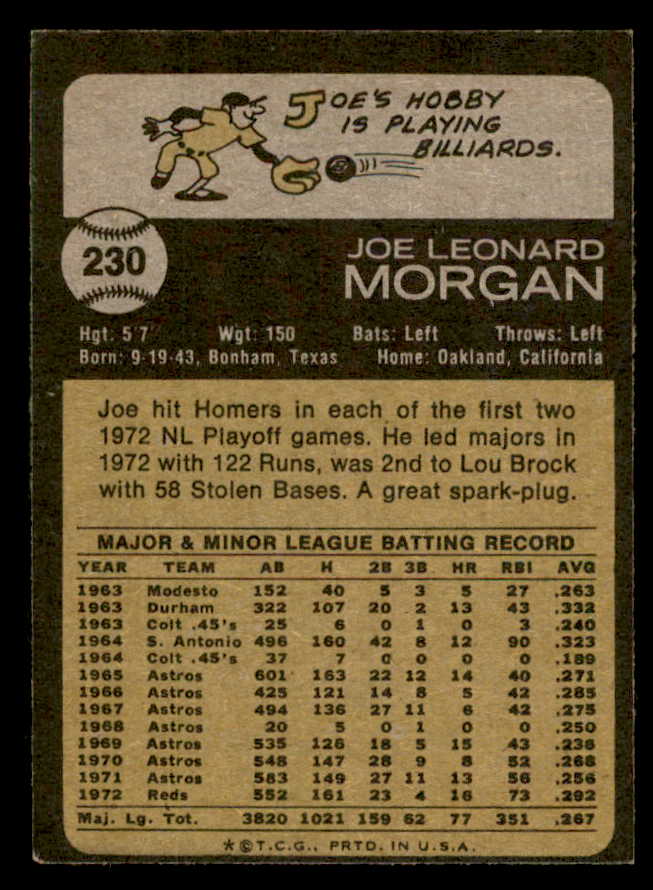 JOE'S HOBBY
IS PLAYING
BILLIARDS.
230
JOE LEONARD
MORGAN
Hgt: 5'7" Wgt: 150 Bats: Left Throws: Left
Born: 9-19-43, Bonham, Texas Home: Oakland, California
Joe hit Homers in each of the first two
1972 NL Playoff games. He led majors in
1972 with 122 Runs, was 2nd to Lou Brock
with 58 Stolen Bases. A great spark-plug.
MAJOR & MINOR LEAGUE BATTING RECORD
YEAR TEAM AB H 2B 3B HR RBI AVG
1963 Modesto 152 40 5 3 5 27 .263
1963 Durham 322 107 20 2 13 43 .332
1963 Colt .45's 25 6 0 1 0 3 .240
1964 S. Antonio 496 160 42 8 12 90 .323
1964 Colt .45's 37 7 0 0 0 0 .189
1965 Astros 601 163 22 12 14 40 .271
1966 Astros 425 121 14 8 5 42 .285
1967 Astros 494 136 27 11 6 42 .275
1968 Astros 20 5 0 1 0 0 .250
1969 Astros 535 126 18 5 15 43 .236
1970 Astros 548 147 28 9 8 52 .268
1971 Astros 583 149 27 11 13 56 .256
1972 Reds 552 161 23 4 16 73 .292
Maj. Lg. Tot. 3820 1021 159 62 77 351 .267
*©T.C.G., PRTD. IN U.S.A.